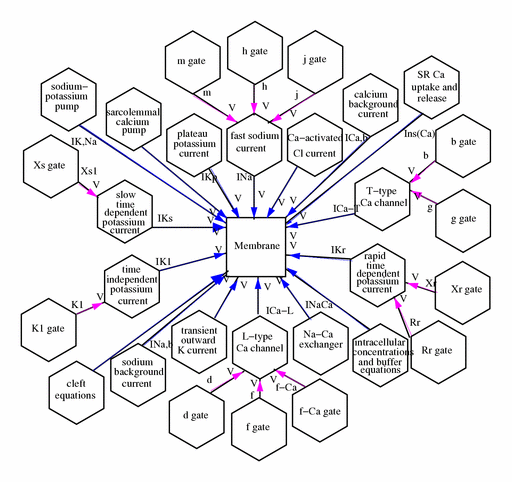 m gate
h gate
j gate
sodium−
potassium
pump
SR Ca
uptake and
release
m
h
j
V
V
V
sarcolemmal
calcium
pump
calcium
background
current
plateau
potassium
current
fast sodium
current
Ca−activated
Cl current
ICa,b
Ins(Ca)
b gate
b
V
IK,Na
Xs gate
Xs1
V
IKp
INa
slow
time
dependent
potassium
current
IKs
T−type
Ca channel
ICa−T
V
g
g gate
V
V
V
V
V
V
V
V
V
V
Membrane
IKr
rapid
time
dependent
potassium
current
V
Xr
Xr gate
V
Rr
Rr gate
time
independent
potassium
current
IK1
V
K1
K1 gate
V
V
V
V
V
V
V
ICa−L
INaCa
transient
outward
K current
L−type
Ca channel
Na−Ca
exchanger
intracellular
concentrations
and buffer
equations
INa,b
sodium
background
current
cleft
equations
V
V
V
d
f
f−Ca
d gate
f gate
f−Ca gate